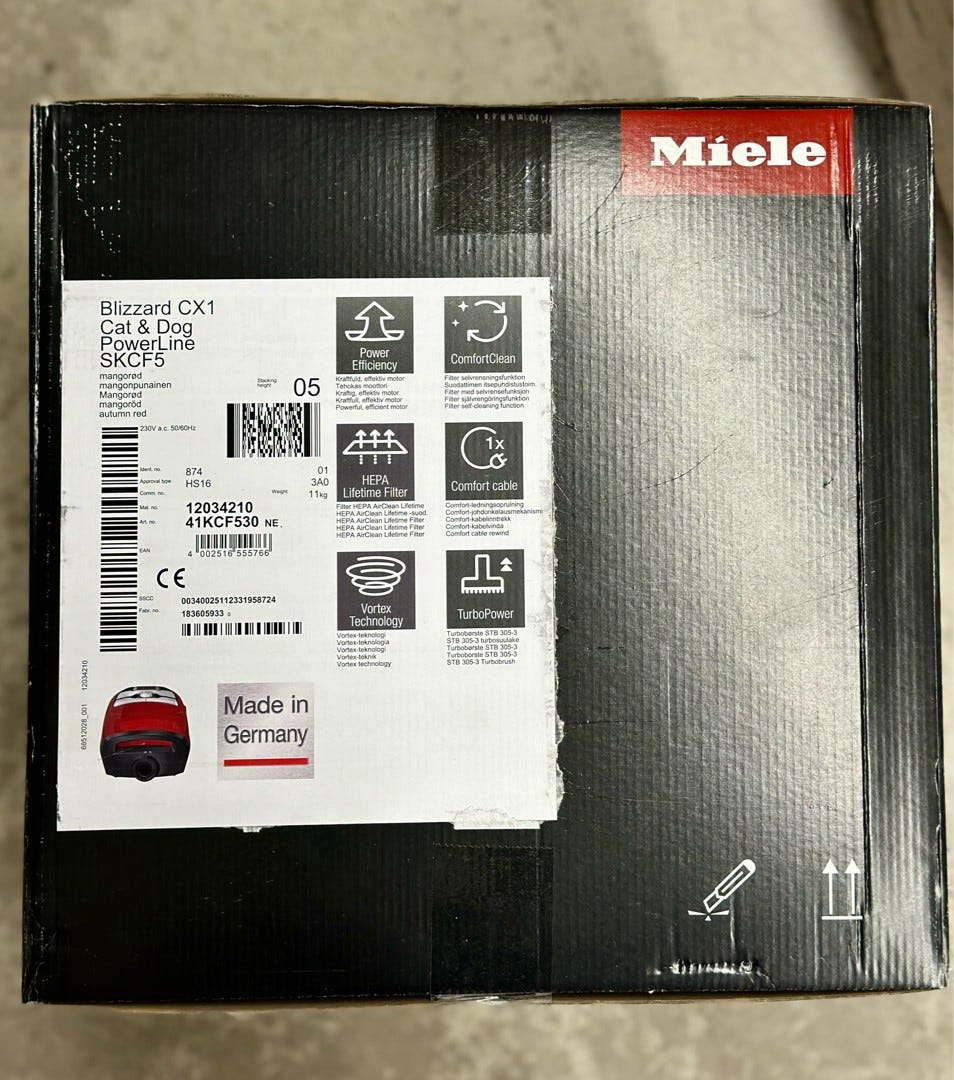 Miele
Blizzard CX1
Cat & Dog
PowerLine
SKCF5
mangorød
mangonpunainen
Mangorød
mangoröd
autumn red
Stacking
height
05
230V a.c. 50/60Hz
Ident. no.
874
01
Approval type
HS16
3A0
Comm. no.
Weight
11kg
Mat. no.
12034210
Art. no.
41KCF530 NE.
EAN
4 002516 555766
CE
SSCC
00340025112331958724
Fabr. no.
183605933 0
68512028_001 12034210
Made in
Germany
Power
Efficiency
Kraftfuld, effektiv motor
Tehokas moottori
Kraftig, effektiv motor
Kraftfull, effektiv motor
Powerful, efficient motor
ComfortClean
Filter selvrensningsfunktion
Suodattimen itsepuhdistustoim.
Filter med selvrensefunksjon
Filter självrengöringsfunktion
Filter self-cleaning function
HEPA
Lifetime Filter
Filter HEPA AirClean Lifetime
HEPA AirClean Lifetime -suod.
HEPA AirClean Lifetime Filter
HEPA AirClean Lifetime Filter
HEPA AirClean Lifetime Filter
1x
Comfort cable
Comfort-ledningsoprulning
Comfort-johdonkelausmekanismi
Comfort-kabelinntrekk
Comfort-kabelvinda
Comfort cable rewind
Vortex
Technology
Vortex-teknologi
Vortex-teknologia
Vortex-teknologi
Vortex-teknik
Vortex technology
TurboPower
Turbobørste STB 305-3
STB 305-3 turbosuulake
Turbobørste STB 305-3
Turboborste STB 305-3
STB 305-3 Turbobrush